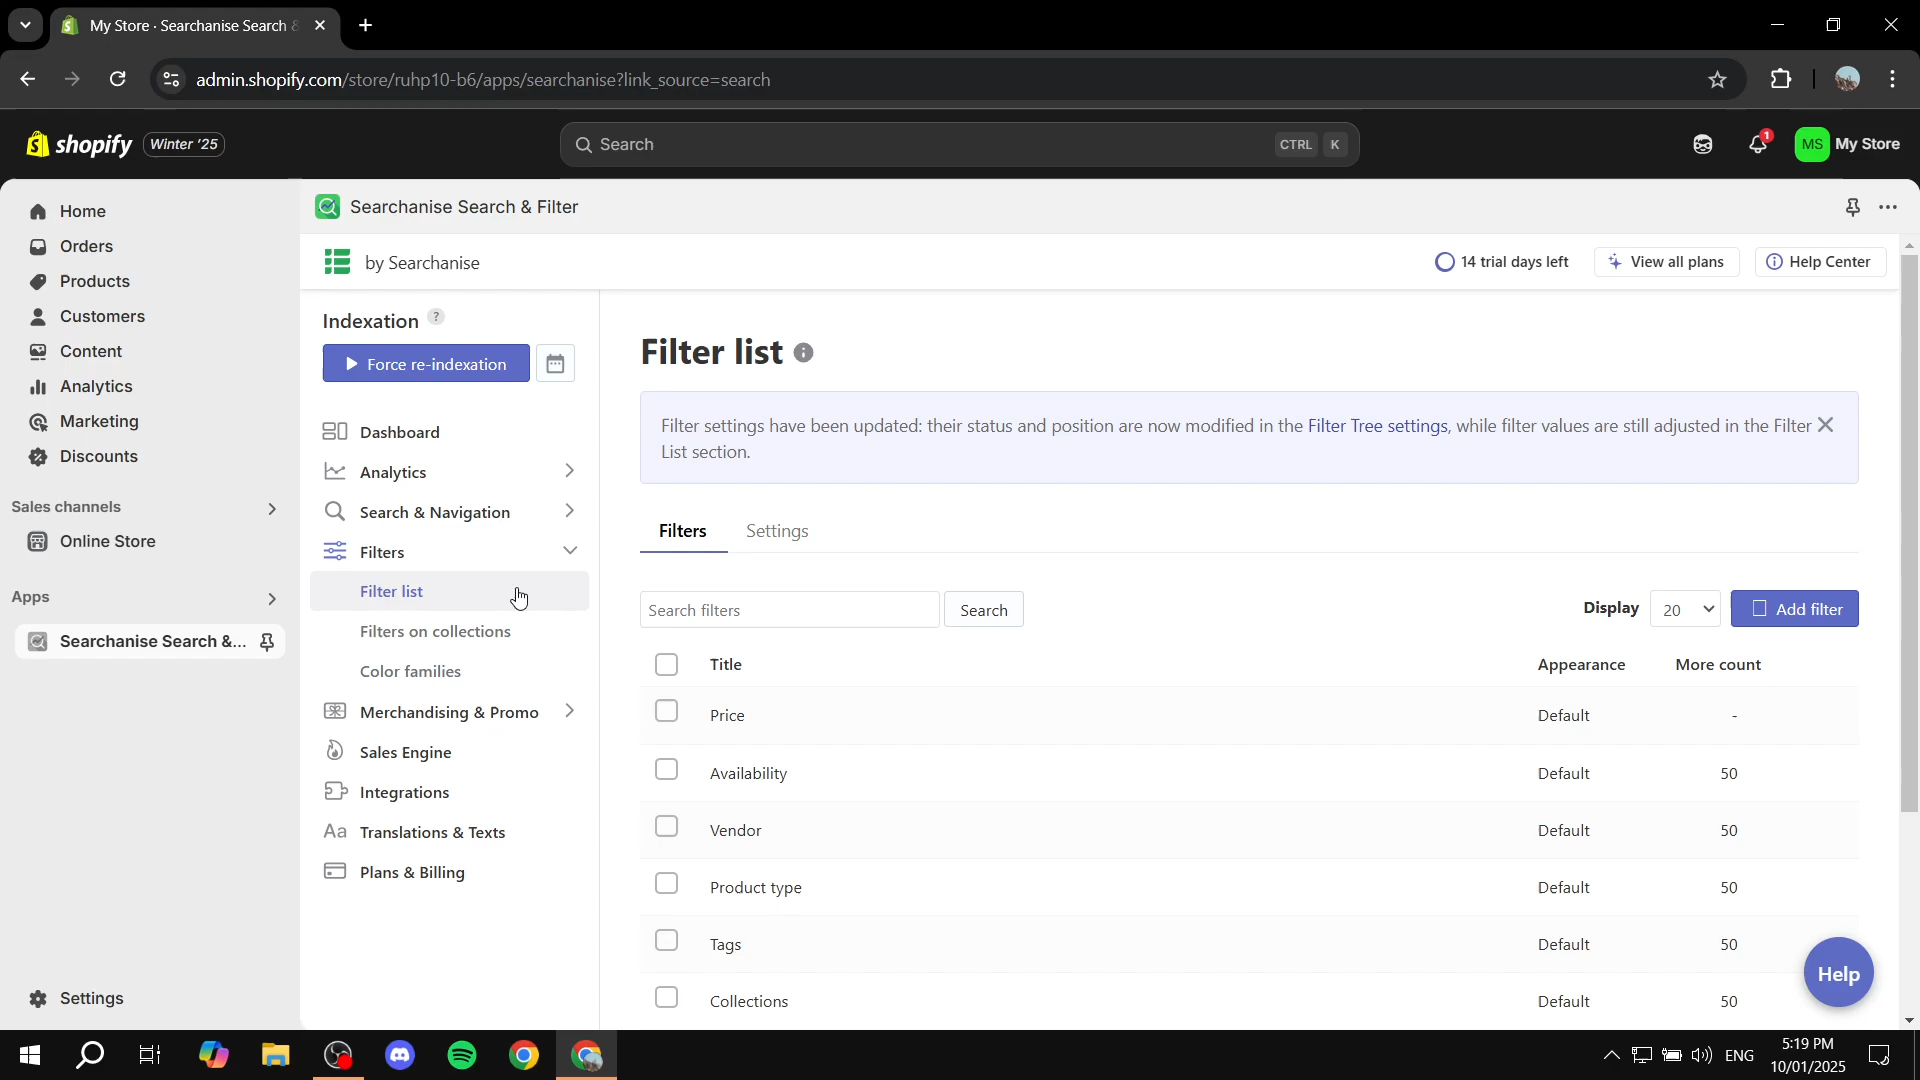 My Store · Searchanise Search &
admin.shopify.com/store/ruhp10-b6/apps/searchanise?link_source=search
shopify Winter '25
Search CTRL K
1
MS My Store
Home
Orders
Products
Customers
Content
Analytics
Marketing
Discounts
Sales channels
Online Store
Apps
Searchanise Search &...
Settings
Searchanise Search & Filter
by Searchanise
14 trial days left
View all plans
Help Center
Indexation ?
Force re-indexation
Dashboard
Analytics
Search & Navigation
Filters
Filter list
Filters on collections
Color families
Merchandising & Promo
Sales Engine
Integrations
Aa Translations & Texts
Plans & Billing
Filter list
Filter settings have been updated: their status and position are now modified in the Filter Tree settings, while filter values are still adjusted in the Filter
List section.
Filters Settings
Search filters Search Display 20 Add filter
Title Appearance More count
Price Default -
Availability Default 50
Vendor Default 50
Product type Default 50
Tags Default 50
Collections Default 50
Help
ENG
5:19 PM
10/01/2025